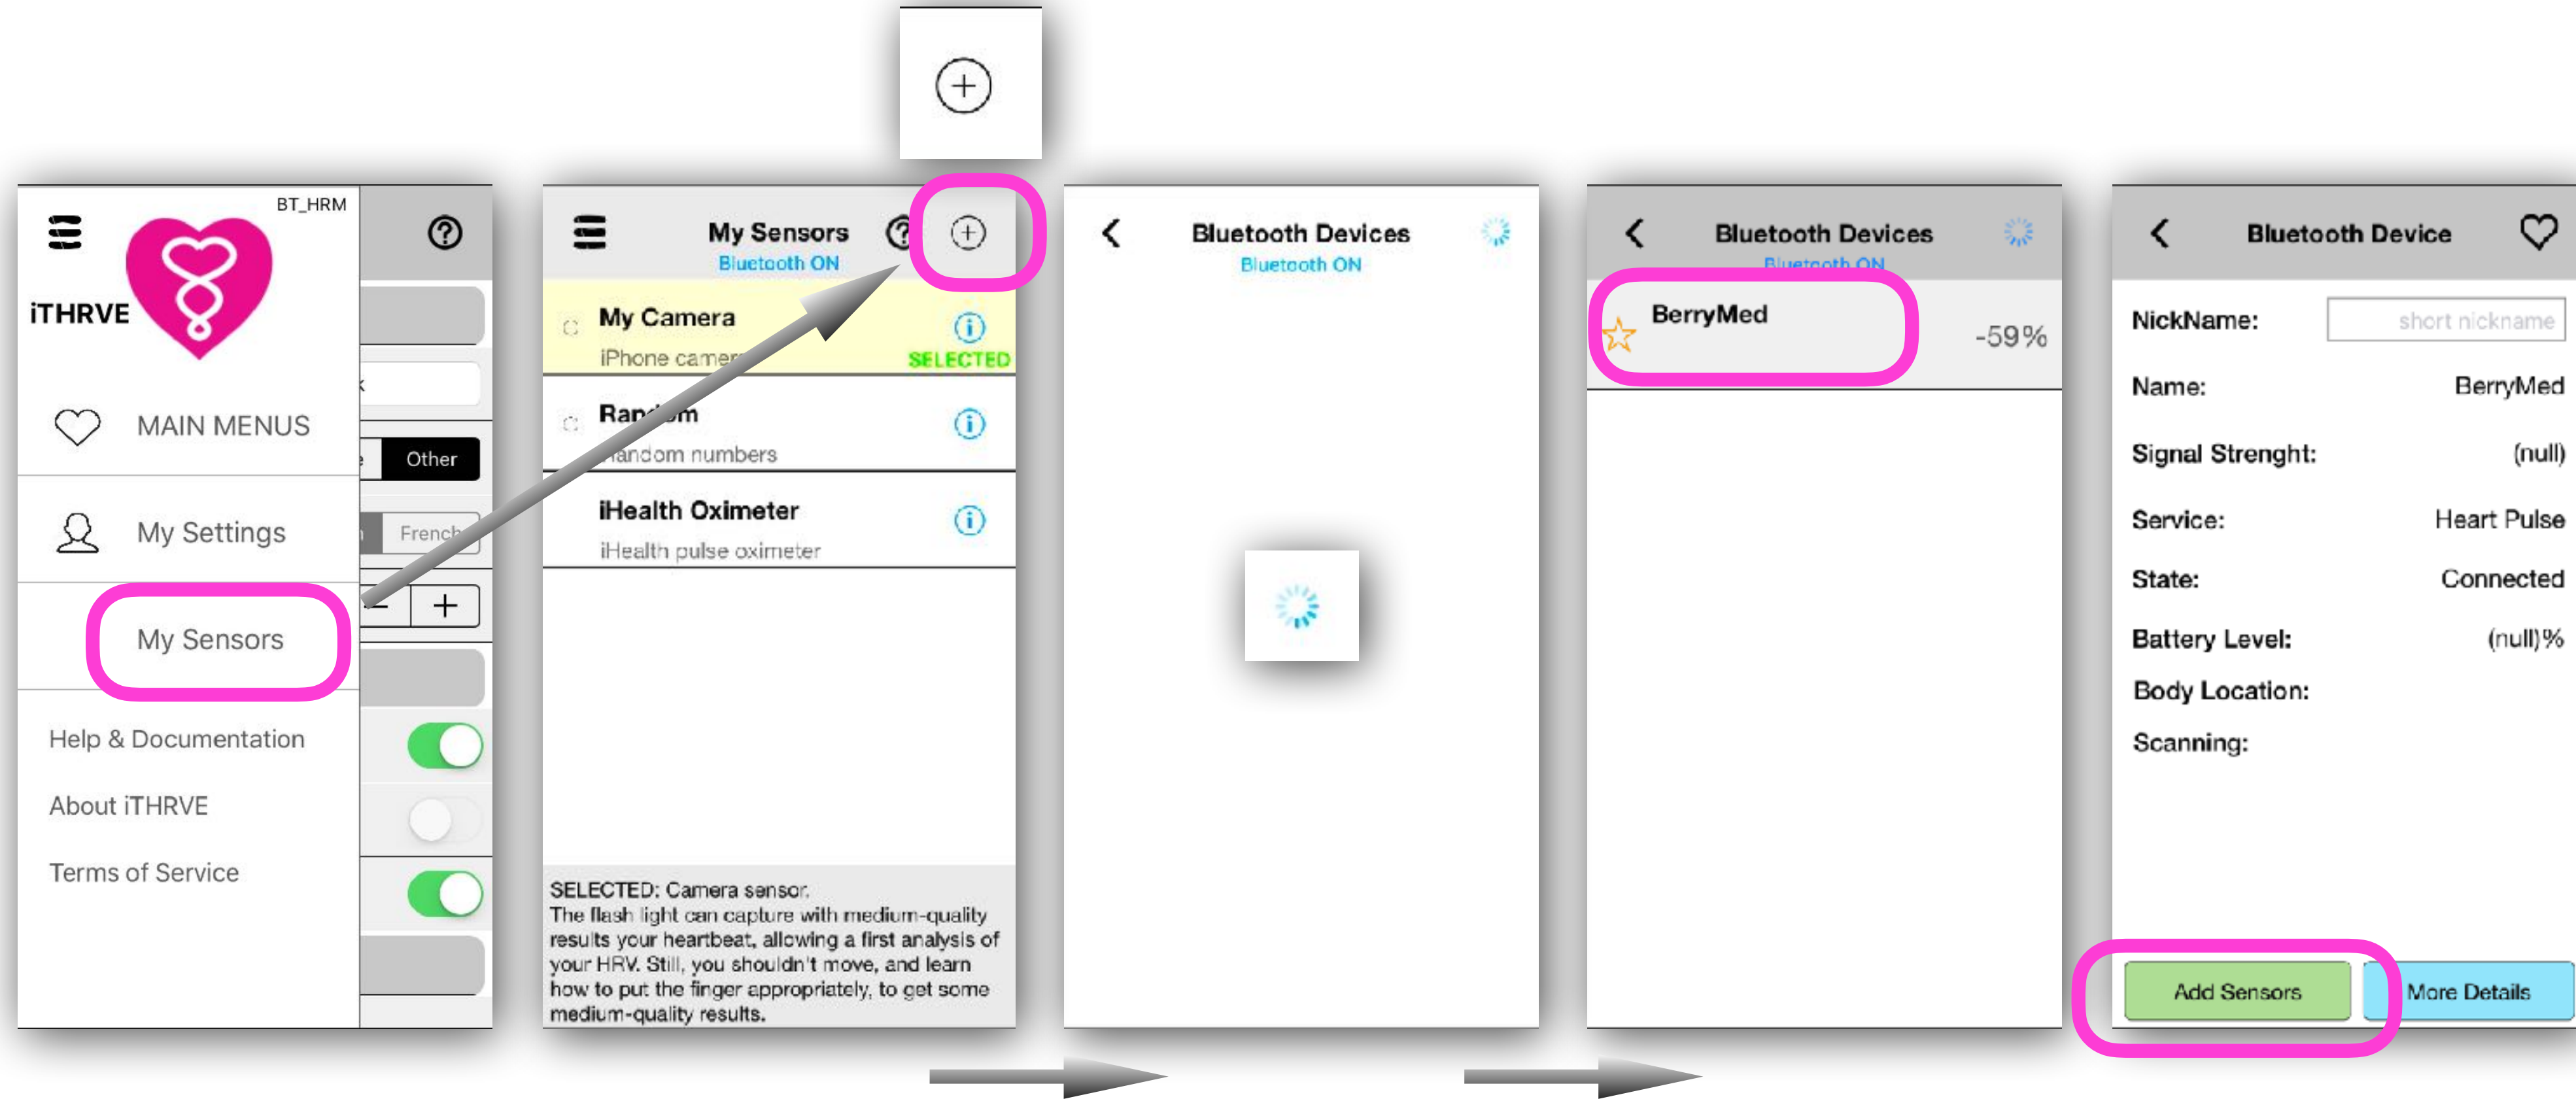 BT_HRM
iTHRVE
MAIN MENUS
My Settings
My Sensors
Help & Documentation
About iTHRVE
Terms of Service
Other
French
My Sensors
Bluetooth ON
My Camera
iPhone camera
SELECTED
Random
Random numbers
iHealth Oximeter
iHealth pulse oximeter
SELECTED: Camera sensor.
The flash light can capture with medium-quality
results your heartbeat, allowing a first analysis of
your HRV. Still, you shouldn't move, and learn
how to put the finger appropriately, to get some
medium-quality results.
Bluetooth Devices
Bluetooth ON
Bluetooth Devices
Bluetooth ON
BerryMed
-59%
Bluetooth Device
NickName: short nickname
Name: BerryMed
Signal Strenght: (null)
Service: Heart Pulse
State: Connected
Battery Level: (null)%
Body Location:
Scanning:
Add Sensors
More Details